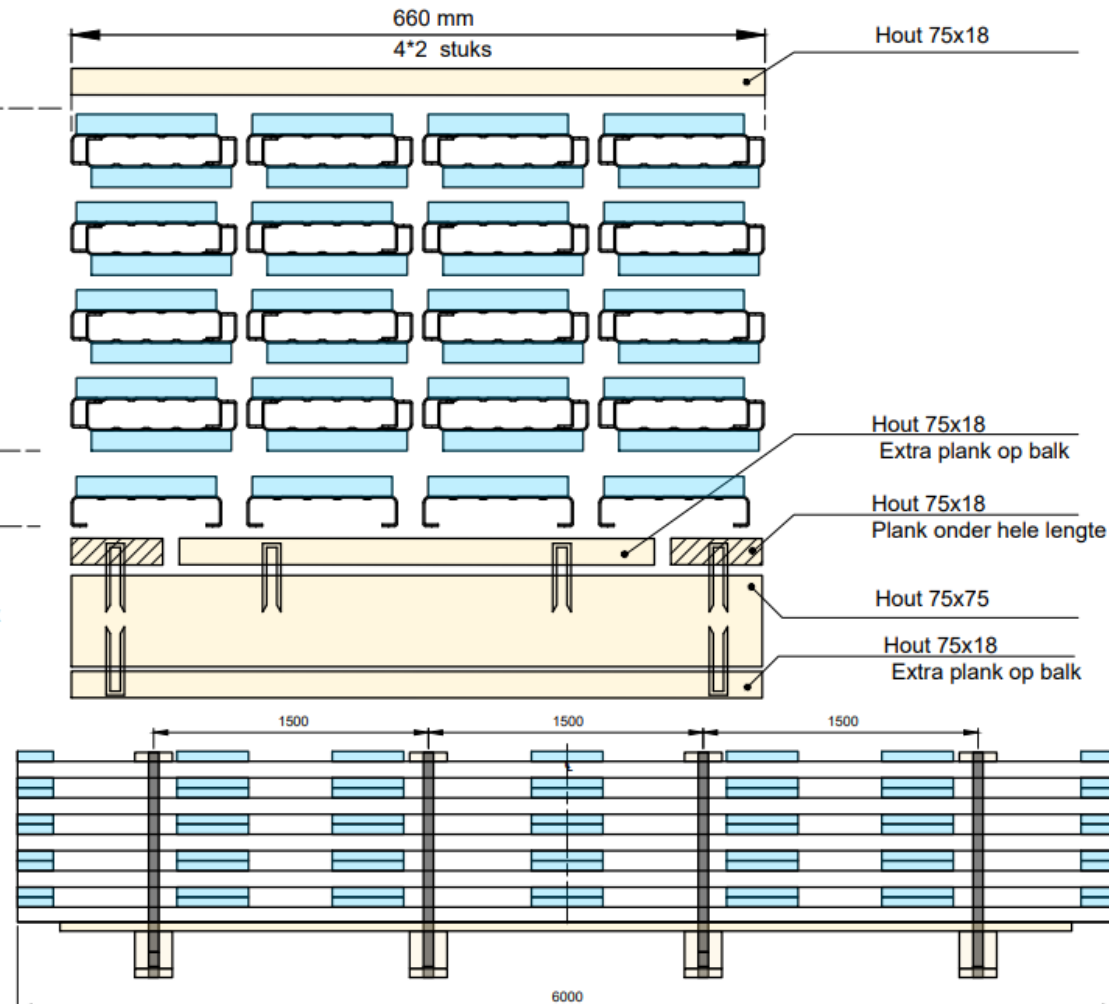 660 mm
4*2 stuks
Hout 75x18
Hout 75x18
Extra plank op balk
Hout 75x18
Plank onder hele lengte
Hout 75x75
Hout 75x18
Extra plank op balk
1500
1500
1500
6000